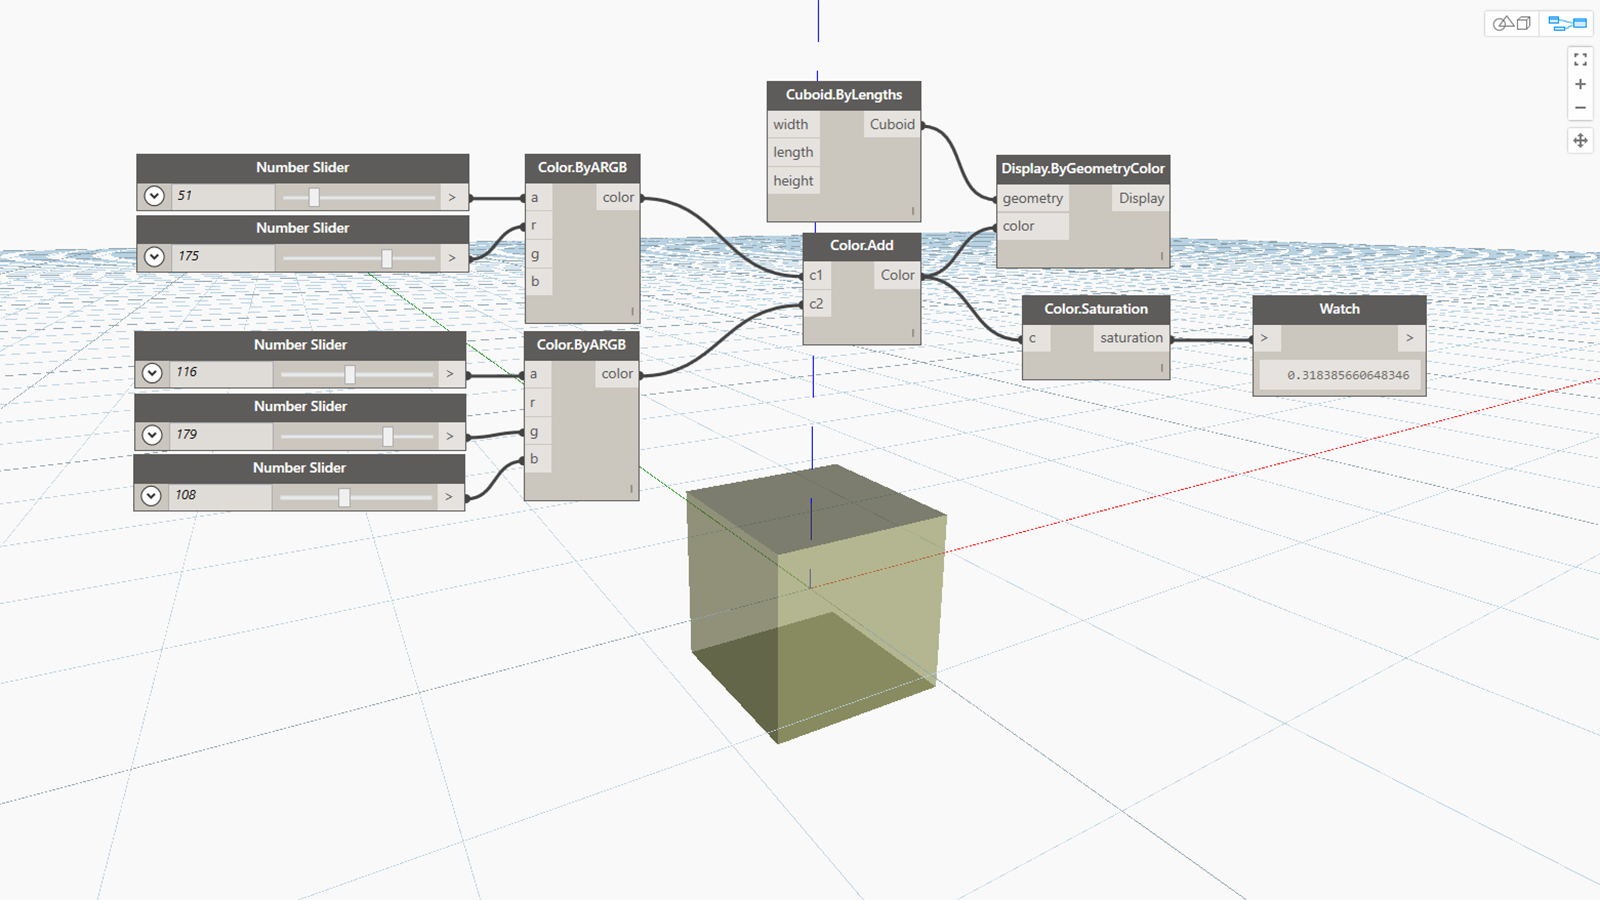 Cuboid.ByLengths
width Cuboid
length
height
Number Slider
51 >
Number Slider
175 >
Color.ByARGB
a color
r
g
b
Display.ByGeometryColor
geometry Display
color
Color.Add
c1 Color
c2
Color.Saturation
c saturation
Watch
> >
0.318385660648346
Number Slider
116 >
Number Slider
179 >
Number Slider
108 >
Color.ByARGB
a color
r
g
b